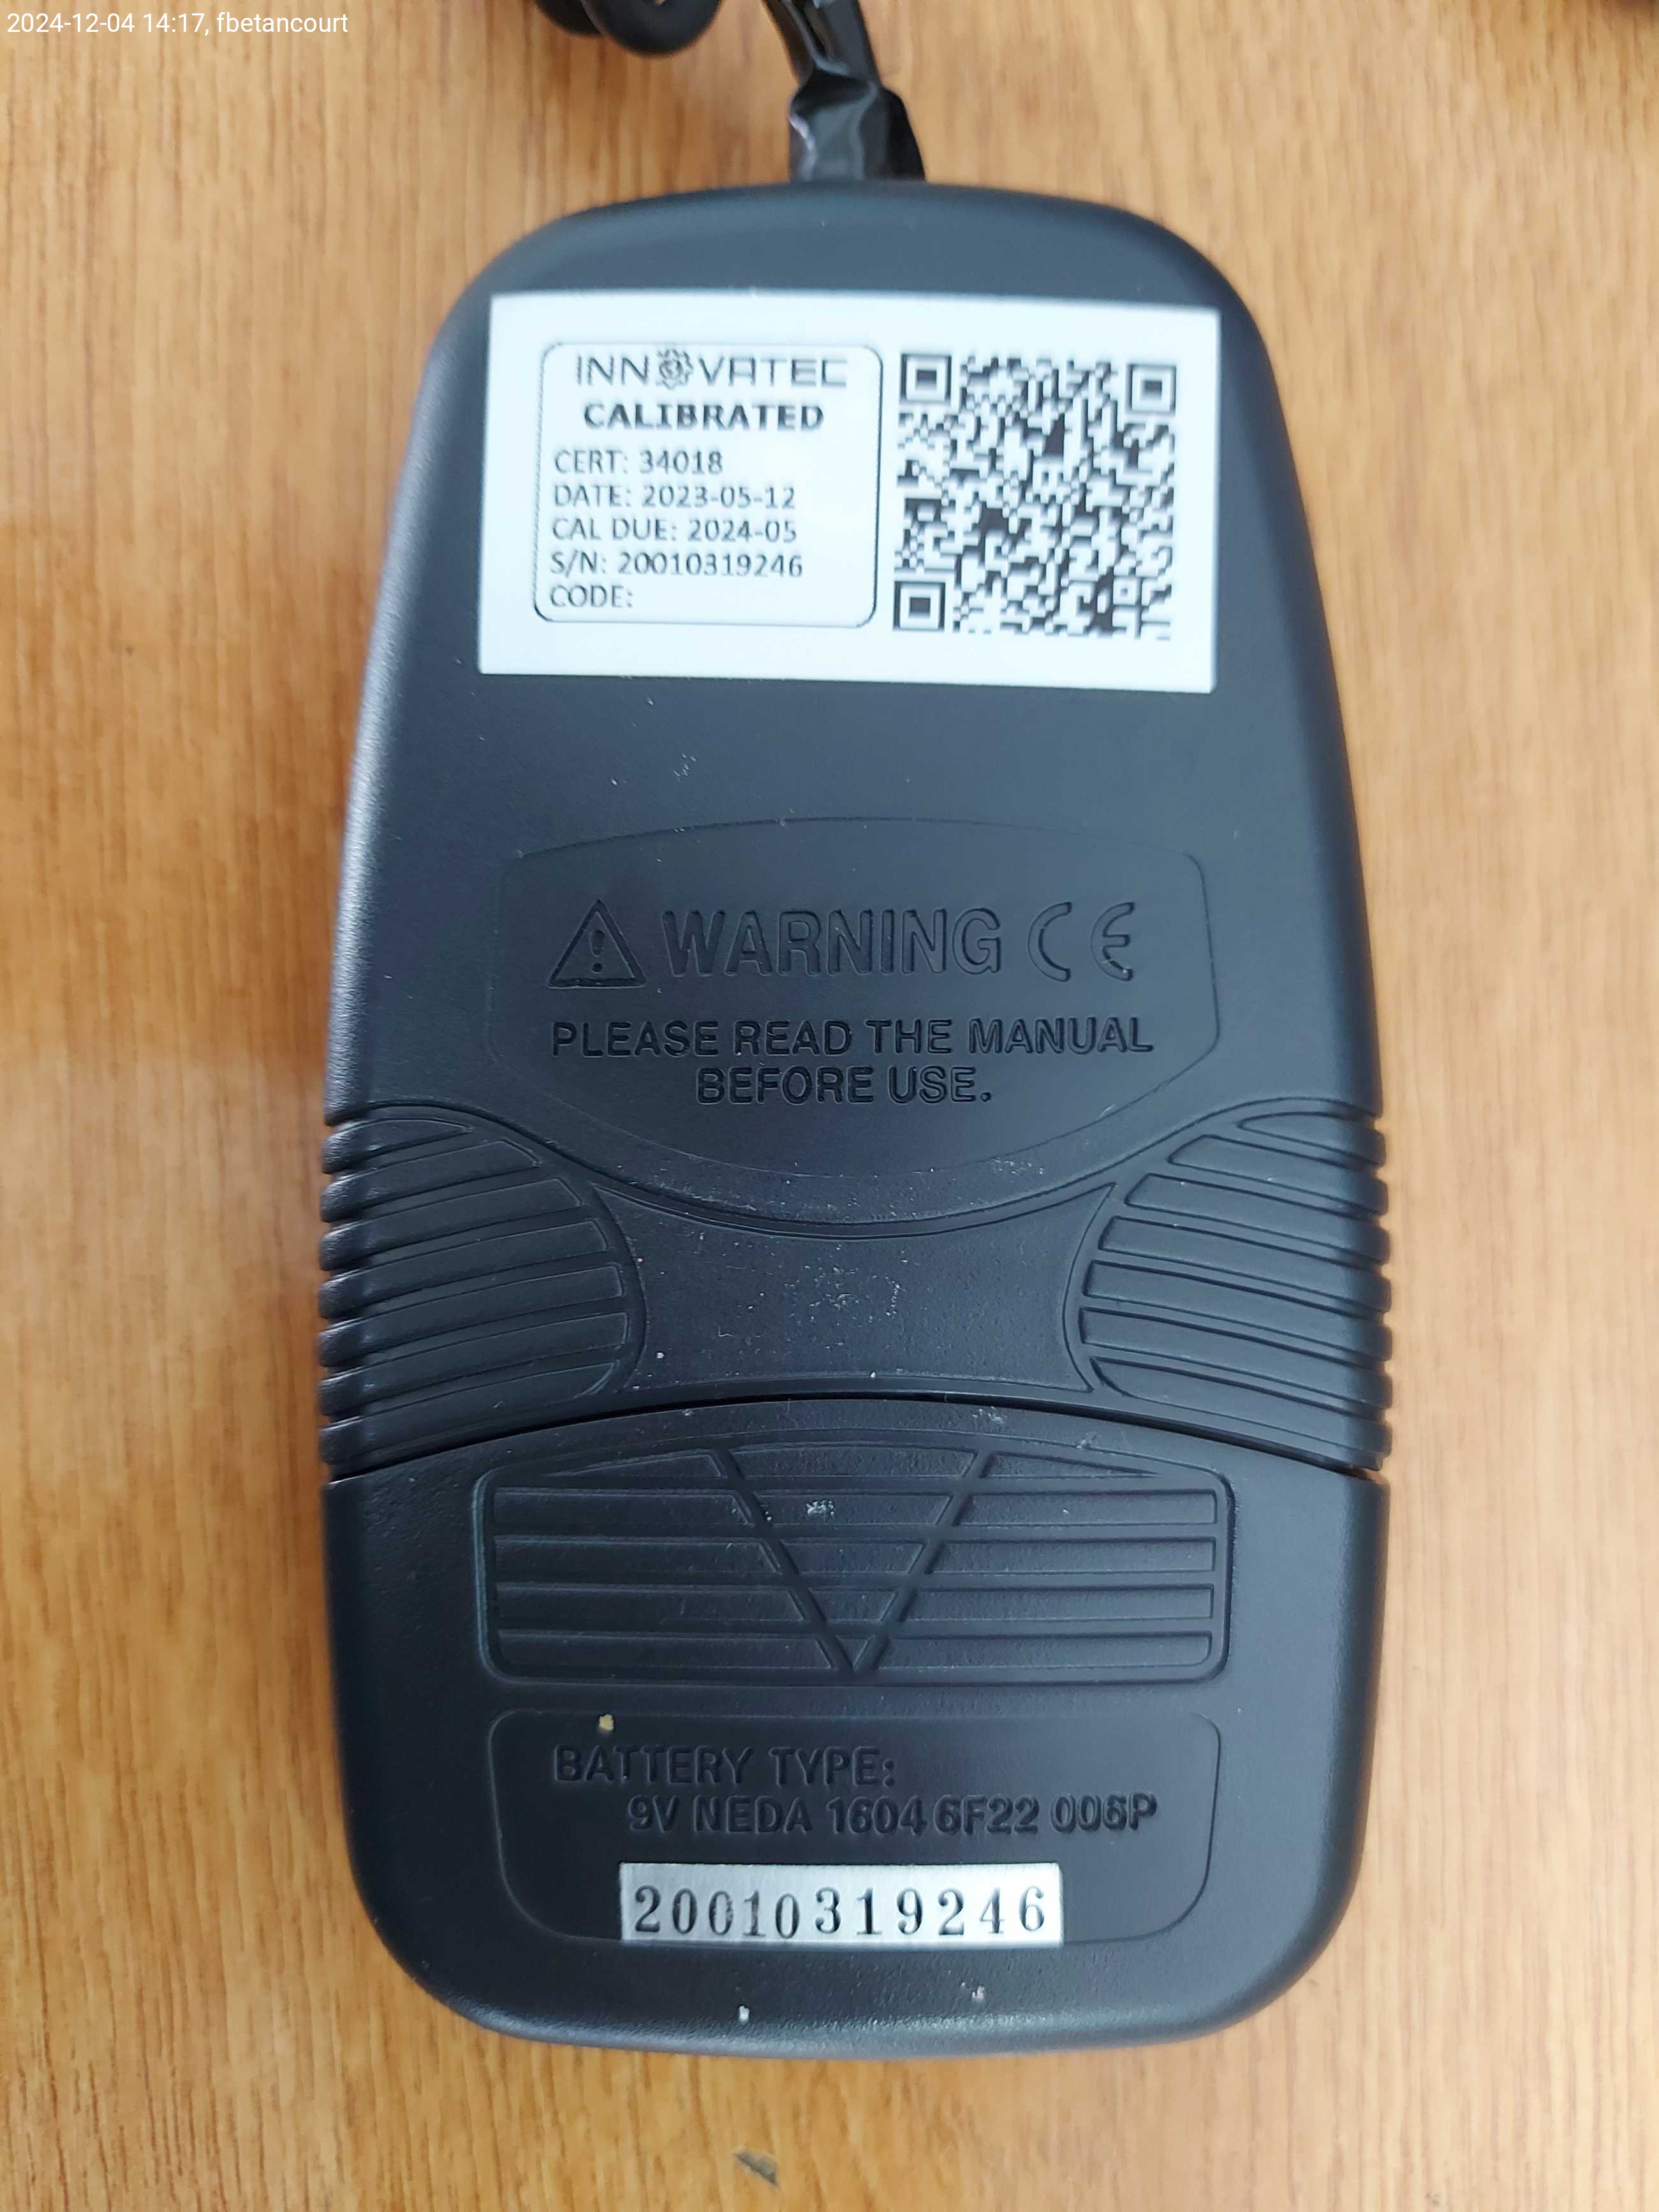 2024-12-04 14:17, fbetancourt
INNOVATEC
CALIBRATED
CERT: 34018
DATE: 2023-05-12
CAL DUE: 2024-05
S/N: 20010319246
CODE:
WARNING CE
PLEASE READ THE MANUAL
BEFORE USE.
BATTERY TYPE:
9V NEDA 1604 6F22 006P
20010319246